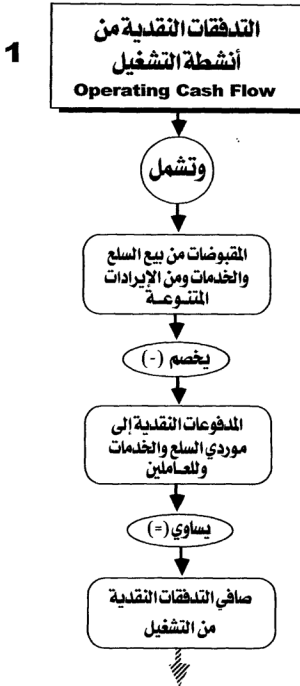 1
التدفقات النقدية من
أنشطة التشغيل
Operating Cash Flow
وتشمل
المقبوضات من بيع السلع
والخدمات ومن الإيرادات
المتنوعة
يخصم (-)
المدفوعات النقدية إلى
موردي السلع والخدمات
وللعاملين
يساوي (=)
صافي التدفقات النقدية
من التشغيل